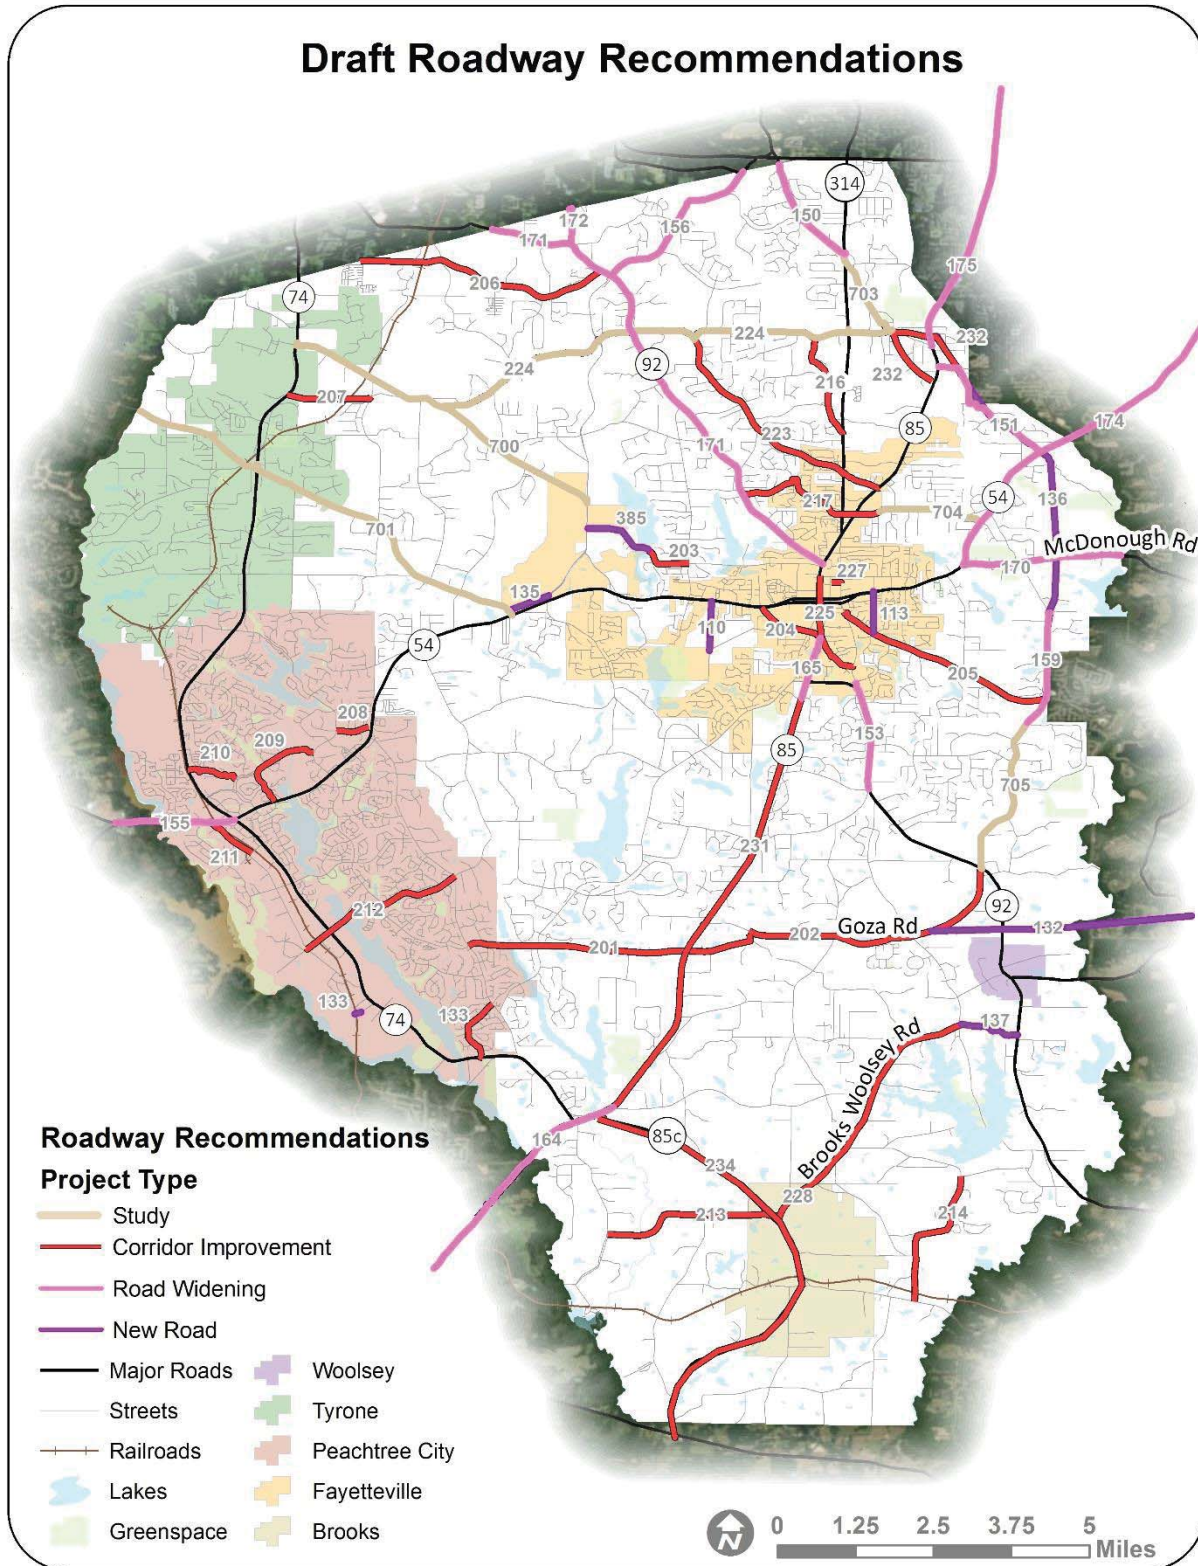 Draft Roadway Recommendations
314
172
150
156
171
175
74
206
703
232
224
92
224
216
232
207
85
151
174
223
171
700
54
136
217
385
704
701
McDonough Rd
203
170
227
135
225
113
110
204
54
165
159
205
208
85
153
209
210
705
155
231
211
92
212
Goza Rd
202
132
201
133
133
74
137
Brooks Woolsey Rd
85c
164
234
228
213
214
Roadway Recommendations
Project Type
Study
Corridor Improvement
Road Widening
New Road
Major Roads
Woolsey
Streets
Tyrone
Railroads
Peachtree City
Lakes
Fayetteville
Greenspace
Brooks
N
0 1.25 2.5 3.75 5
Miles